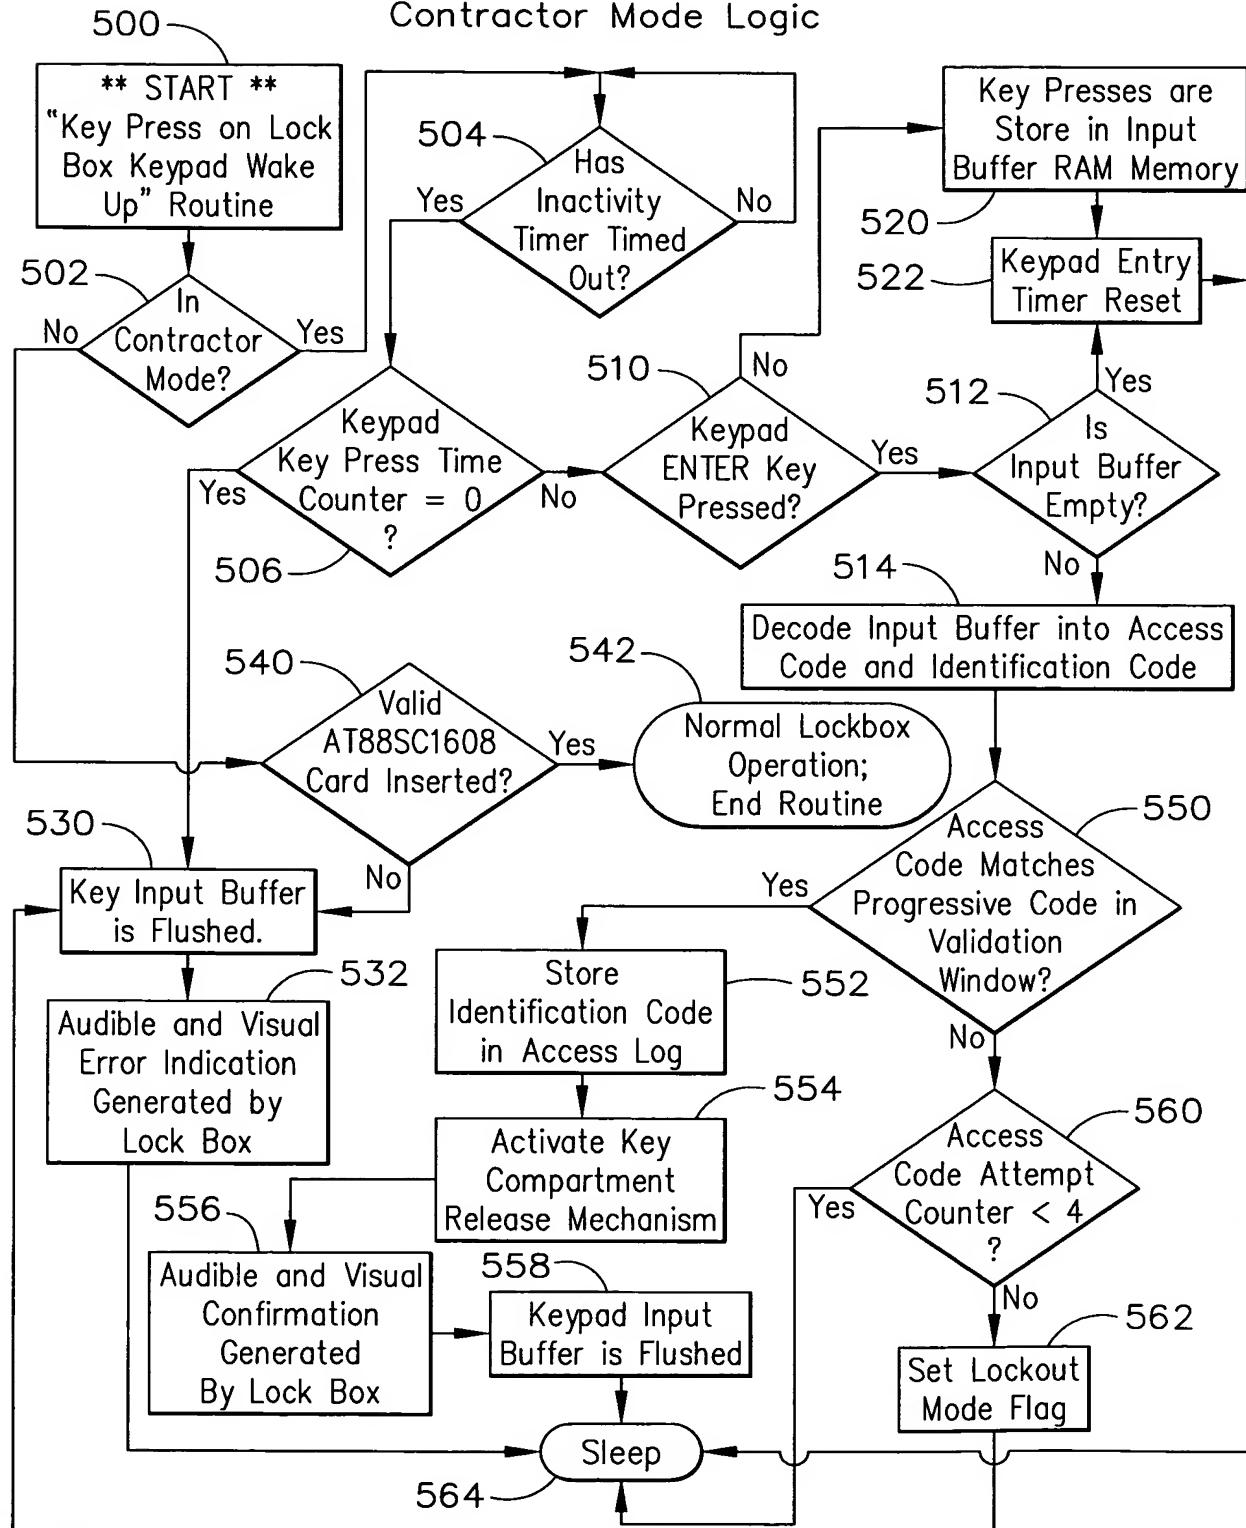 Contractor Mode Logic
500
** START **
"Key Press on Lock
Box Keypad Wake
Up" Routine
502
In
Contractor
Mode?
No
Yes
504
Has
Inactivity
Timer Timed
Out?
Yes
No
506
Keypad
Key Press Time
Counter = 0
?
Yes
No
510
Keypad
ENTER Key
Pressed?
No
Yes
Key Presses are
Store in Input
Buffer RAM Memory
520
522
Keypad Entry
Timer Reset
512
Is
Input Buffer
Empty?
Yes
No
514
Decode Input Buffer into Access
Code and Identification Code
540
Valid
AT88SC1608
Card Inserted?
Yes
No
542
Normal Lockbox
Operation;
End Routine
530
Key Input Buffer
is Flushed.
532
Audible and Visual
Error Indication
Generated by
Lock Box
550
Access
Code Matches
Progressive Code in
Validation
Window?
Yes
No
552
Store
Identification Code
in Access Log
554
Activate Key
Compartment
Release Mechanism
556
Audible and Visual
Confirmation
Generated
By Lock Box
558
Keypad Input
Buffer is Flushed
560
Access
Code Attempt
Counter < 4
?
Yes
No
562
Set Lockout
Mode Flag
Sleep
564